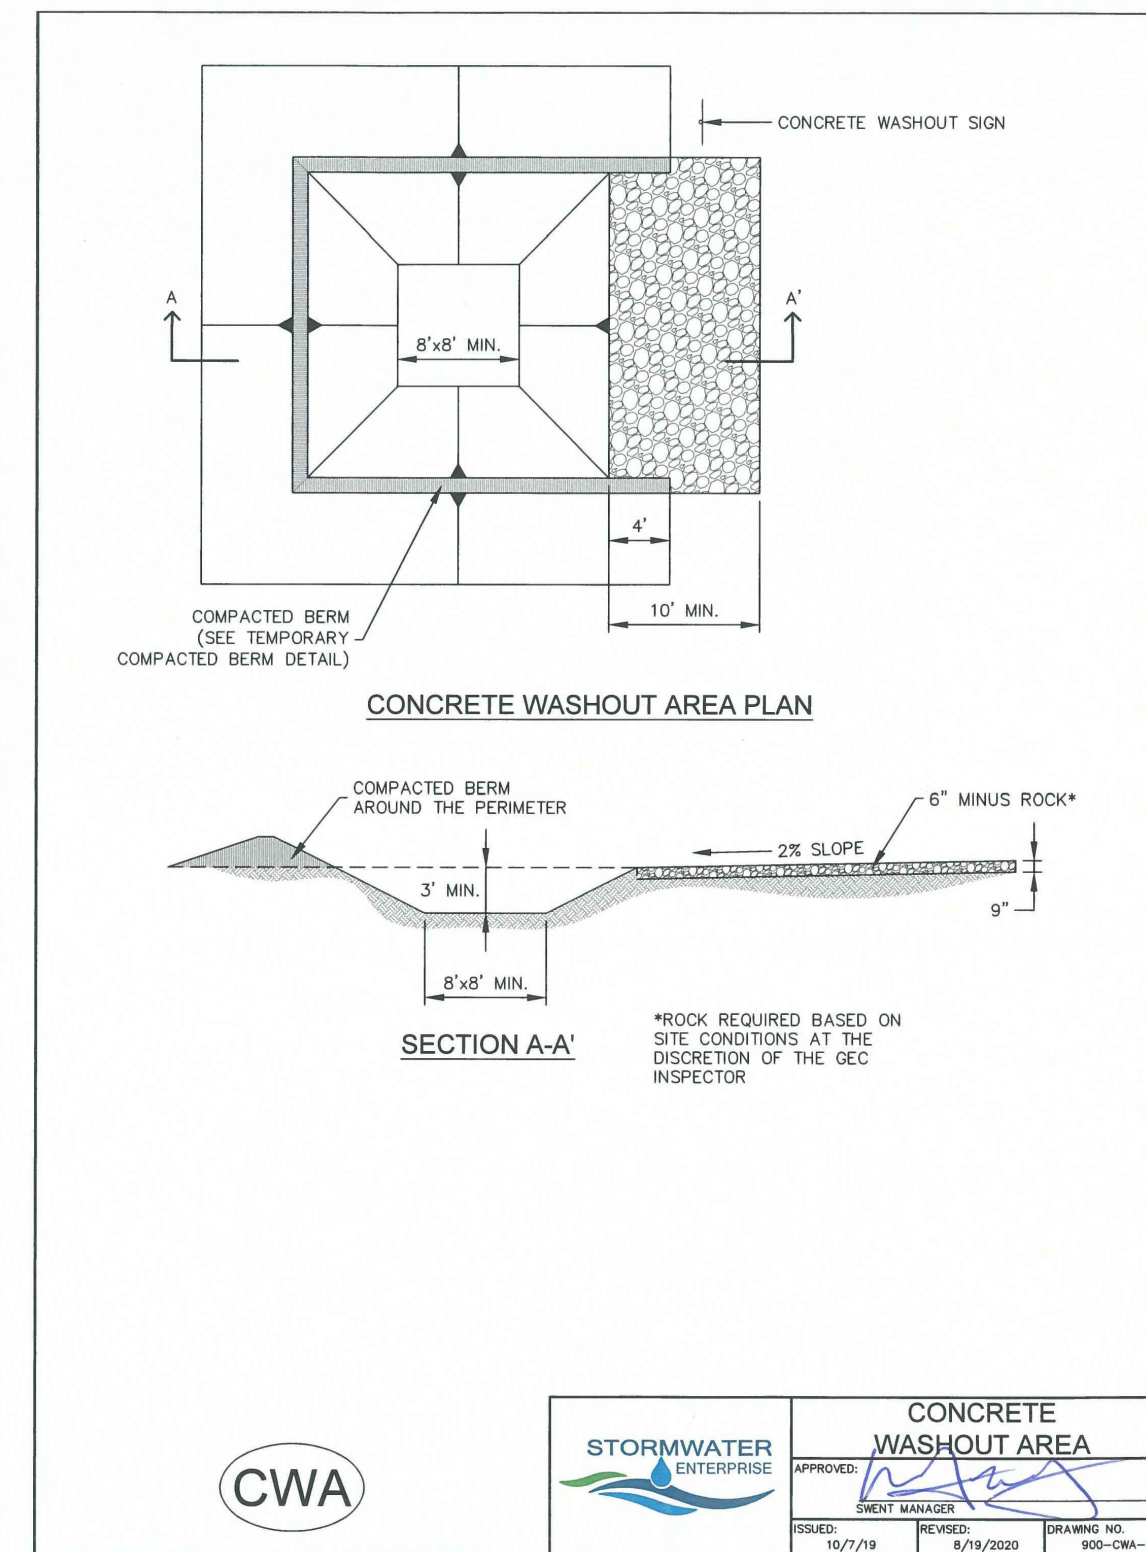 CONCRETE WASHOUT SIGN
A
A'
8'x8' MIN.
4'
10' MIN.
COMPACTED BERM
(SEE TEMPORARY
COMPACTED BERM DETAIL)
CONCRETE WASHOUT AREA PLAN
COMPACTED BERM
AROUND THE PERIMETER
6" MINUS ROCK*
2% SLOPE
3' MIN.
9"
8'x8' MIN.
SECTION A-A'
*ROCK REQUIRED BASED ON
SITE CONDITIONS AT THE
DISCRETION OF THE GEC
INSPECTOR
CWA
STORMWATER
ENTERPRISE
CONCRETE
WASHOUT AREA
APPROVED:
SWENT MANAGER
ISSUED:
10/7/19
REVISED:
8/19/2020
DRAWING NO.
900-CWA-